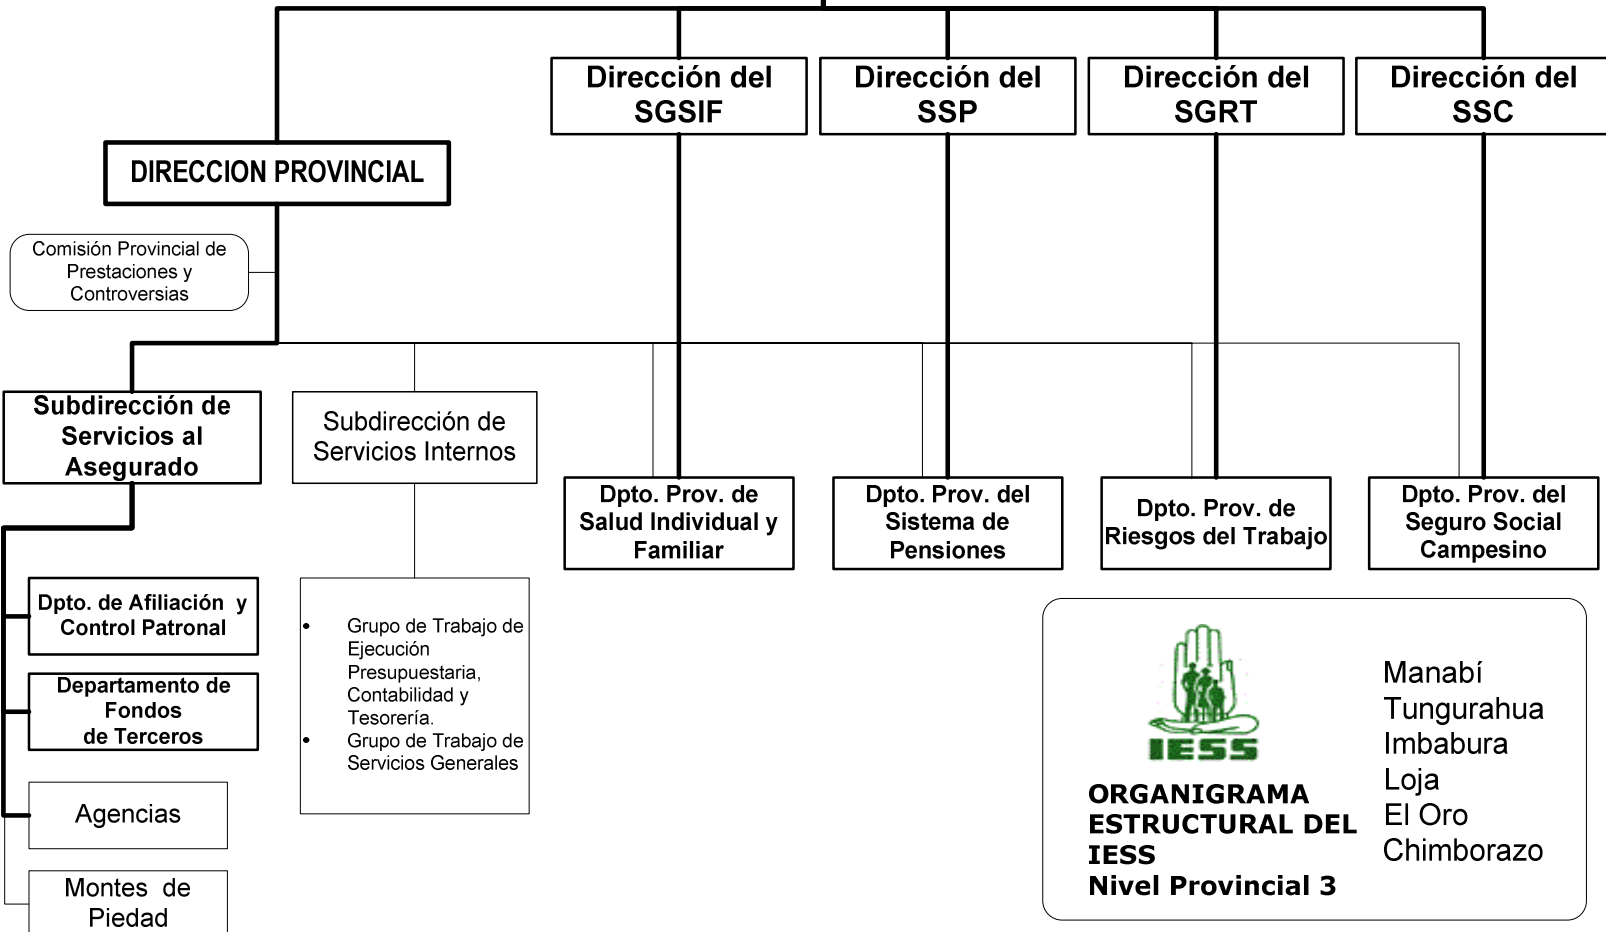 Dirección del
SGSIF
Dirección del
SSP
Dirección del
SGRT
Dirección del
SSC
DIRECCION PROVINCIAL
Comisión Provincial de
Prestaciones y
Controversias
Subdirección de
Servicios al
Asegurado
Subdirección de
Servicios Internos
Dpto. Prov. de
Salud Individual y
Familiar
Dpto. Prov. del
Sistema de
Pensiones
Dpto. Prov. de
Riesgos del Trabajo
Dpto. Prov. del
Seguro Social
Campesino
Dpto. de Afiliación y
Control Patronal
Departamento de
Fondos
de Terceros
Agencias
Montes de
Piedad
• Grupo de Trabajo de
Ejecución
Presupuestaria,
Contabilidad y
Tesorería.
• Grupo de Trabajo de
Servicios Generales
IESS
ORGANIGRAMA
ESTRUCTURAL DEL
IESS
Nivel Provincial 3
Manabí
Tungurahua
Imbabura
Loja
El Oro
Chimborazo